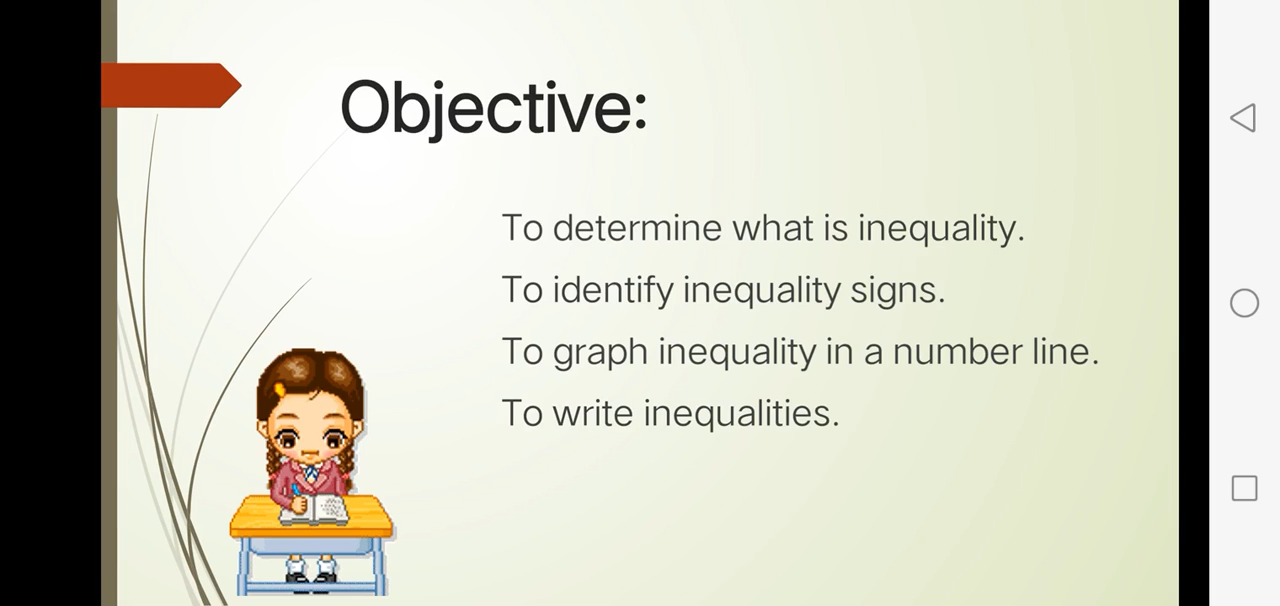 Objective:
To determine what is inequality.
To identify inequality signs.
To graph inequality in a number line.
To write inequalities.